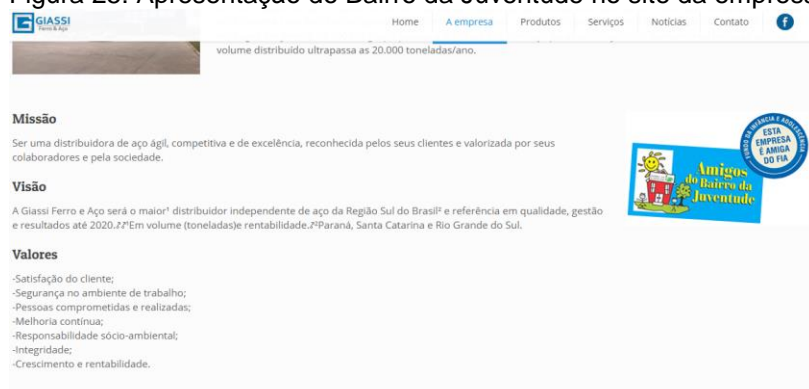 Figura 25: Apresentação do Bairro da Juventude no site da empresa
GIASSI
Ferro & Aço
Home A empresa Produtos Serviços Notícias Contato f
volume distribuído ultrapassa as 20.000 toneladas/ano.
Missão
Ser uma distribuidora de aço ágil, competitiva e de excelência, reconhecida pelos seus clientes e valorizada por seus
colaboradores e pela sociedade.
Visão
A Giassi Ferro e Aço será o maior¹ distribuidor independente de aço da Região Sul do Brasil² e referência em qualidade, gestão
e resultados até 2020.
Em volume (toneladas)e rentabilidade.
Paraná, Santa Catarina e Rio Grande do Sul.
Valores
-Satisfação do cliente;
-Segurança no ambiente de trabalho;
-Pessoas comprometidas e realizadas;
-Melhoria contínua;
-Responsabilidade sócio-ambiental;
-Integridade;
-Crescimento e rentabilidade.
FUNDO DA INFÂNCIA E ADOLESCÊNCIA
ESTA
EMPRESA
É AMIGA
DO FIA
Amigos
do Bairro da
Juventude